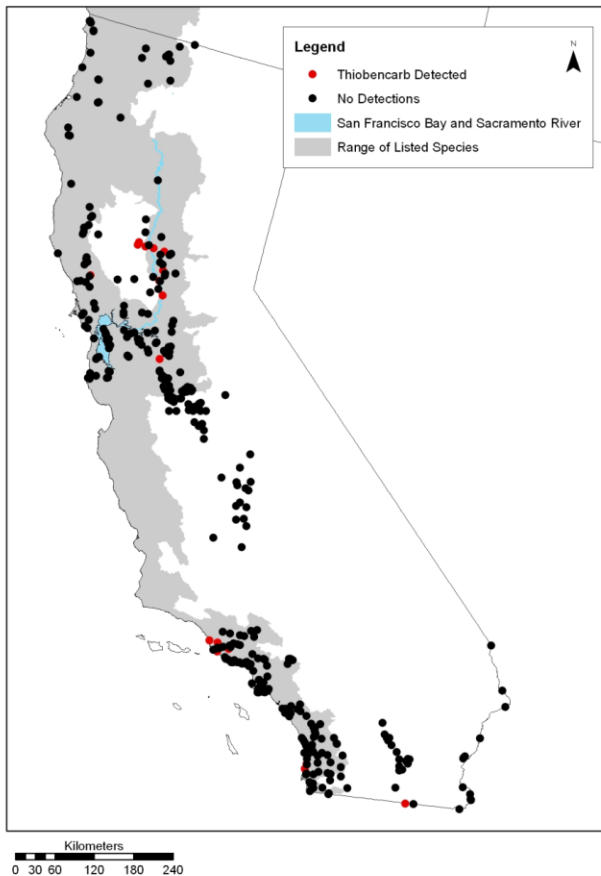 Legend
Thiobencarb Detected
No Detections
San Francisco Bay and Sacramento River
Range of Listed Species
N
Kilometers
0 30 60 120 180 240